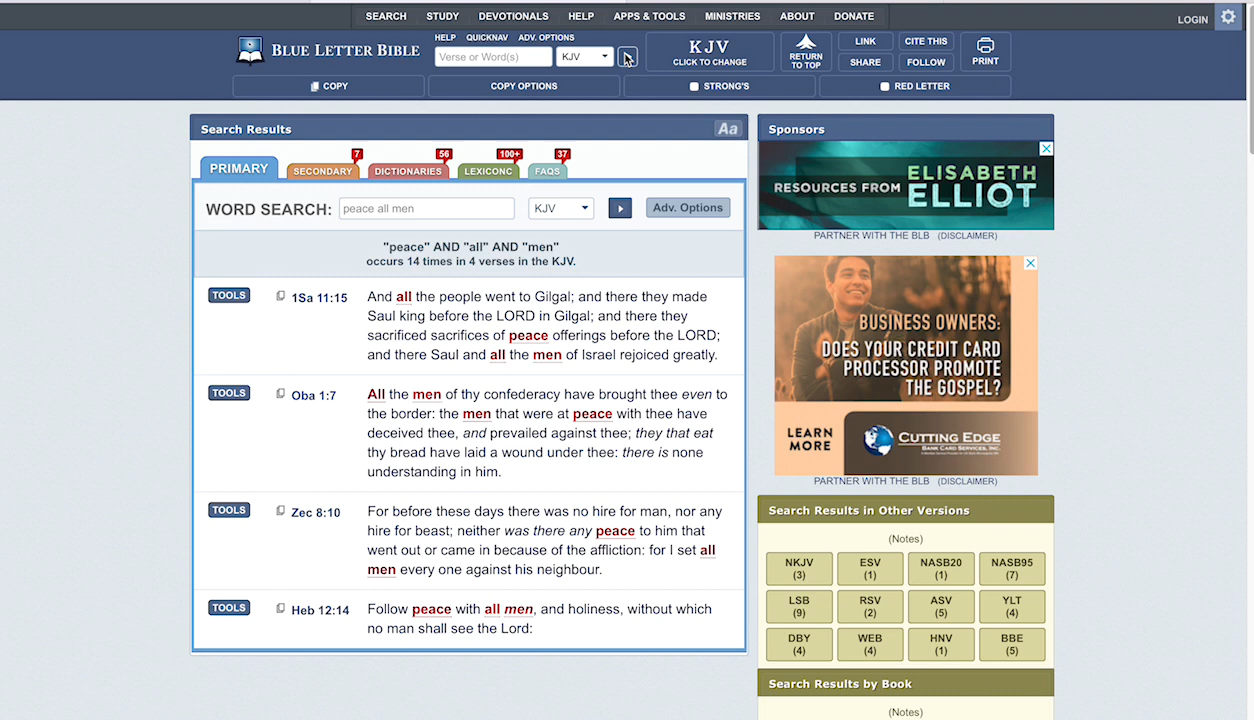 SEARCH STUDY DEVOTIONALS HELP APPS & TOOLS MINISTRIES ABOUT DONATE LOGIN
BLUE LETTER BIBLE
HELP QUICKNAV ADV. OPTIONS
Verse or Word(s) KJV
KJV
CLICK TO CHANGE
RETURN
TO TOP
LINK CITE THIS
SHARE FOLLOW
PRINT
COPY COPY OPTIONS STRONG'S RED LETTER
Search Results Aa
7 56 100+ 37
PRIMARY SECONDARY DICTIONARIES LEXICONC FAQS
WORD SEARCH: peace all men KJV Adv. Options
"peace" AND "all" AND "men"
occurs 14 times in 4 verses in the KJV.
TOOLS 1Sa 11:15 And all the people went to Gilgal; and there they made
Saul king before the LORD in Gilgal; and there they
sacrificed sacrifices of peace offerings before the LORD;
and there Saul and all the men of Israel rejoiced greatly.
TOOLS Oba 1:7 All the men of thy confederacy have brought thee even to
the border: the men that were at peace with thee have
deceived thee, and prevailed against thee; they that eat
thy bread have laid a wound under thee: there is none
understanding in him.
TOOLS Zec 8:10 For before these days there was no hire for man, nor any
hire for beast; neither was there any peace to him that
went out or came in because of the affliction: for I set all
men every one against his neighbour.
TOOLS Heb 12:14 Follow peace with all men, and holiness, without which
no man shall see the Lord:
Sponsors
RESOURCES FROM ELISABETH
ELLIOT
PARTNER WITH THE BLB (DISCLAIMER)
BUSINESS OWNERS:
DOES YOUR CREDIT CARD
PROCESSOR PROMOTE
THE GOSPEL?
LEARN
MORE
CUTTING EDGE
BANK CARD SERVICES, INC.
PARTNER WITH THE BLB (DISCLAIMER)
Search Results in Other Versions
(Notes)
NKJV ESV NASB20 NASB95
(3) (1) (1) (7)
LSB RSV ASV YLT
(9) (2) (5) (4)
DBY WEB HNV BBE
(4) (4) (1) (5)
Search Results by Book
(Notes)